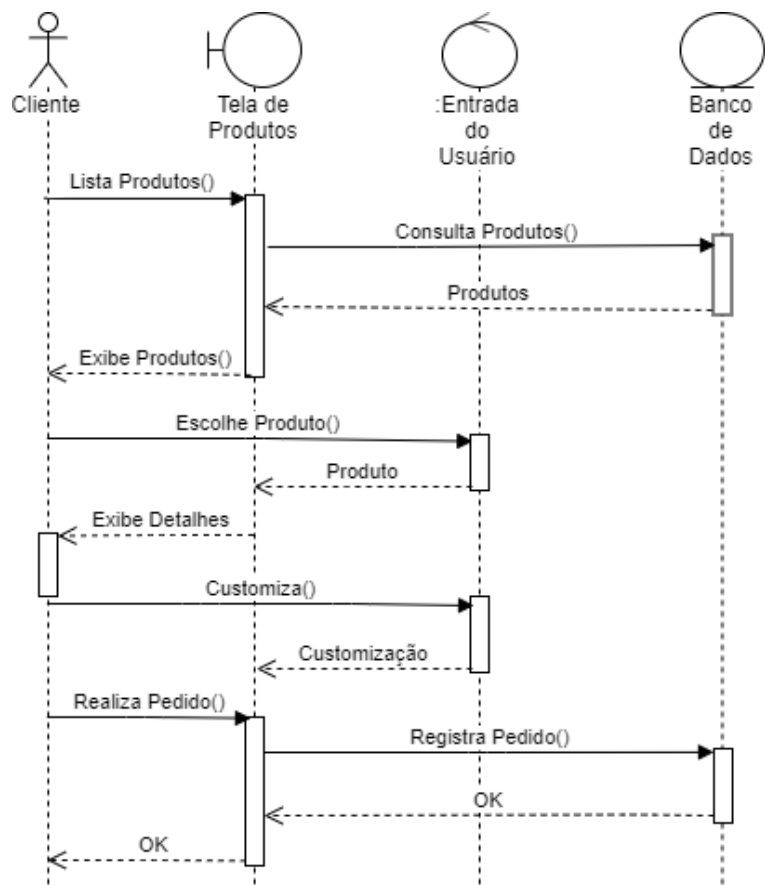 Cliente
Tela de
Produtos
:Entrada
do
Usuário
Banco
de
Dados
Lista Produtos()
Consulta Produtos()
Produtos
Exibe Produtos()
Escolhe Produto()
Produto
Exibe Detalhes
Customiza()
Customização
Realiza Pedido()
Registra Pedido()
OK
OK